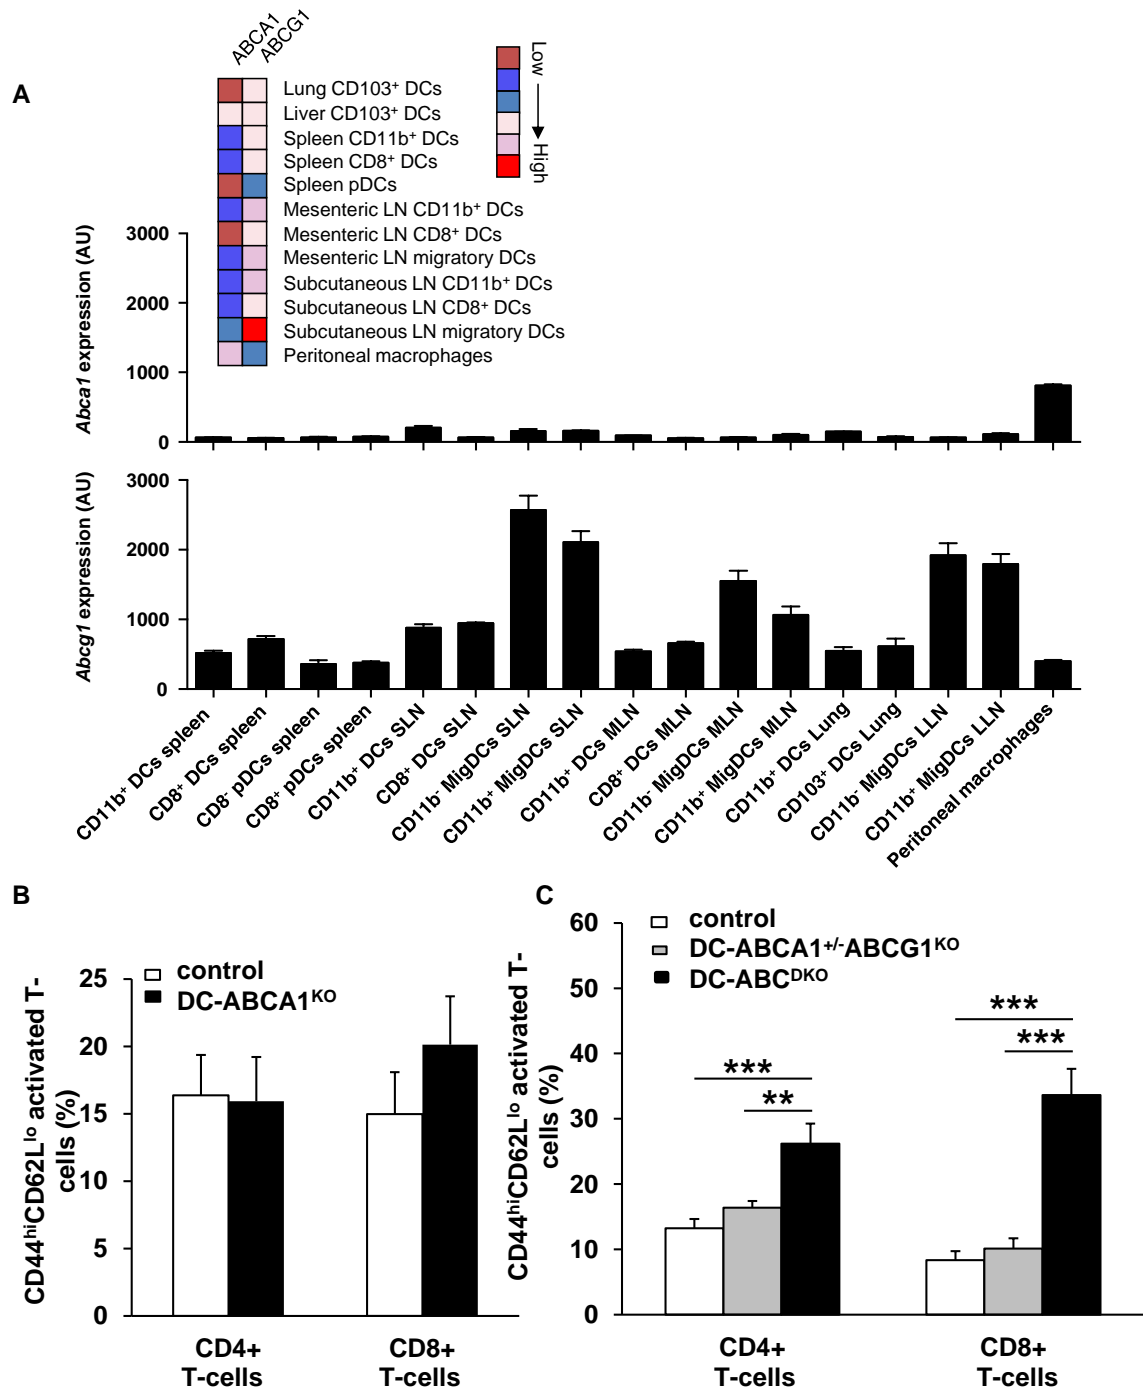 ABCA1
ABCG1
A
Lung CD103⁺ DCs
Liver CD103⁺ DCs
Spleen CD11b⁺ DCs
Spleen CD8⁺ DCs
Spleen pDCs
Mesenteric LN CD11b⁺ DCs
Mesenteric LN CD8⁺ DCs
Mesenteric LN migratory DCs
Subcutaneous LN CD11b⁺ DCs
Subcutaneous LN CD8⁺ DCs
Subcutaneous LN migratory DCs
Peritoneal macrophages
Low
High
Abca1 expression (AU)
3000
2000
1000
0
Abcg1 expression (AU)
3000
2000
1000
0
CD11b⁺ DCs spleen
CD8⁺ DCs spleen
CD8⁻ pDCs spleen
CD8⁺ pDCs spleen
CD11b⁺ DCs SLN
CD8⁺ DCs SLN
CD11b⁻ MigDCs SLN
CD11b⁺ MigDCs SLN
CD11b⁺ DCs MLN
CD8⁺ DCs MLN
CD11b⁻ MigDCs MLN
CD11b⁺ MigDCs MLN
CD11b⁺ DCs Lung
CD103⁺ DCs Lung
CD11b⁻ MigDCs LLN
CD11b⁺ MigDCs LLN
Peritoneal macrophages
B
CD44ʰⁱCD62Lˡᵒ activated T-
cells (%)
25
20
15
10
5
0
control
DC-ABCA1ᴷᴼ
CD4+
T-cells
CD8+
T-cells
C
CD44ʰⁱCD62Lˡᵒ activated T-
cells (%)
60
50
40
30
20
10
0
control
DC-ABCA1⁺ᐟ⁻ABCG1ᴷᴼ
DC-ABCᴰᴷᴼ
***
**
***
***
CD4+
T-cells
CD8+
T-cells